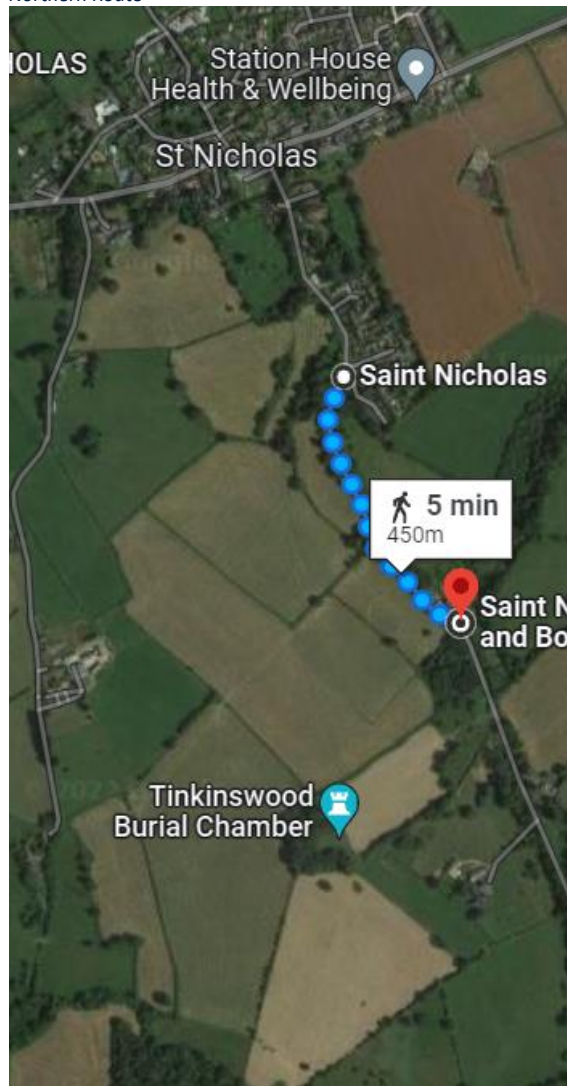 Northern Route
HOLAS
Station House
Health & Wellbeing
St Nicholas
Saint Nicholas
5 min
450m
Saint N
and Bo
Tinkinswood
Burial Chamber